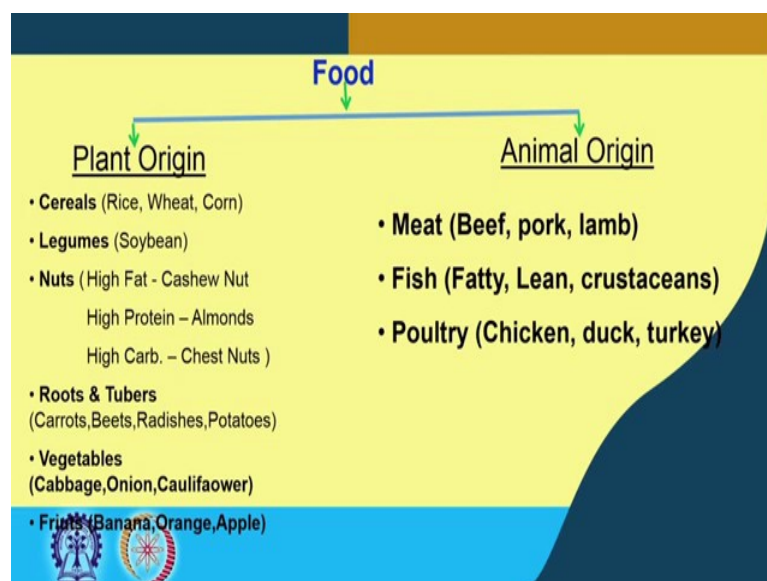 Food
Plant Origin
• Cereals (Rice, Wheat, Corn)
• Legumes (Soybean)
• Nuts ( High Fat - Cashew Nut
High Protein – Almonds
High Carb. – Chest Nuts )
• Roots & Tubers
(Carrots,Beets,Radishes,Potatoes)
• Vegetables
(Cabbage,Onion,Caulifaower)
• Friuts (Banana,Orange,Apple)
Animal Origin
• Meat (Beef, pork, lamb)
• Fish (Fatty, Lean, crustaceans)
• Poultry (Chicken, duck, turkey)